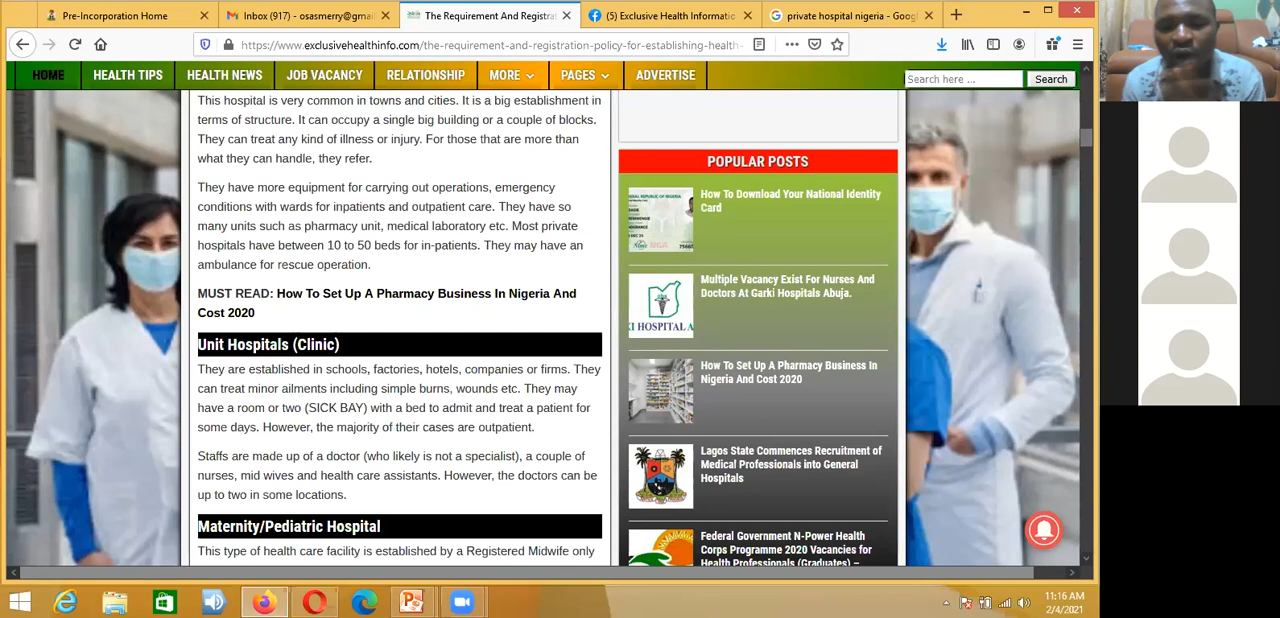 Pre-Incorporation Home
Inbox (917) - osasmerry@gmai
The Requirement And Registra
(5) Exclusive Health Informatio
private hospital nigeria - Goog
https://www.exclusivehealthinfo.com/the-requirement-and-registration-policy-for-establishing-health-
HOME
HEALTH TIPS
HEALTH NEWS
JOB VACANCY
RELATIONSHIP
MORE
PAGES
ADVERTISE
Search here ...
Search
This hospital is very common in towns and cities. It is a big establishment in
terms of structure. It can occupy a single big building or a couple of blocks.
They can treat any kind of illness or injury. For those that are more than
what they can handle, they refer.
They have more equipment for carrying out operations, emergency
conditions with wards for inpatients and outpatient care. They have so
many units such as pharmacy unit, medical laboratory etc. Most private
hospitals have between 10 to 50 beds for in-patients. They may have an
ambulance for rescue operation.
MUST READ: How To Set Up A Pharmacy Business In Nigeria And
Cost 2020
Unit Hospitals (Clinic)
They are established in schools, factories, hotels, companies or firms. They
can treat minor ailments including simple burns, wounds etc. They may
have a room or two (SICK BAY) with a bed to admit and treat a patient for
some days. However, the majority of their cases are outpatient.
Staffs are made up of a doctor (who likely is not a specialist), a couple of
nurses, mid wives and health care assistants. However, the doctors can be
up to two in some locations.
Maternity/Pediatric Hospital
This type of health care facility is established by a Registered Midwife only
POPULAR POSTS
How To Download Your National Identity
Card
Multiple Vacancy Exist For Nurses And
Doctors At Garki Hospitals Abuja.
KI HOSPITAL A
How To Set Up A Pharmacy Business In
Nigeria And Cost 2020
Lagos State Commences Recruitment of
Medical Professionals into General
Hospitals
Federal Government N-Power Health
Corps Programme 2020 Vacancies for
Health Professionals (Graduates) –
11:16 AM
2/4/2021